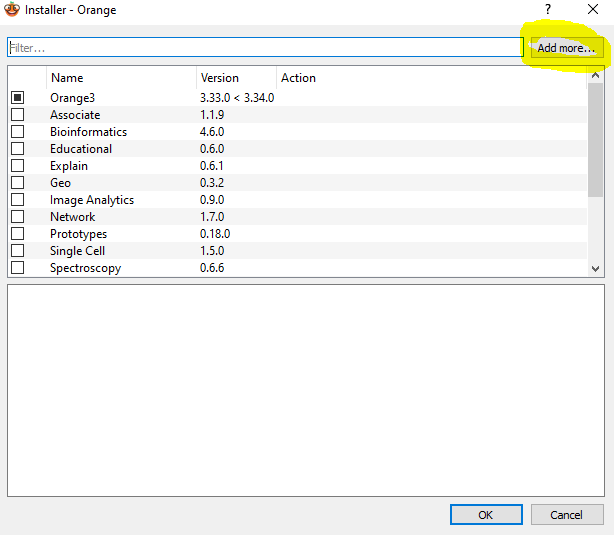 Installer - Orange
Filter...
Add more...
Name Version Action
Orange3 3.33.0 < 3.34.0
Associate 1.1.9
Bioinformatics 4.6.0
Educational 0.6.0
Explain 0.6.1
Geo 0.3.2
Image Analytics 0.9.0
Network 1.7.0
Prototypes 0.18.0
Single Cell 1.5.0
Spectroscopy 0.6.6
OK Cancel